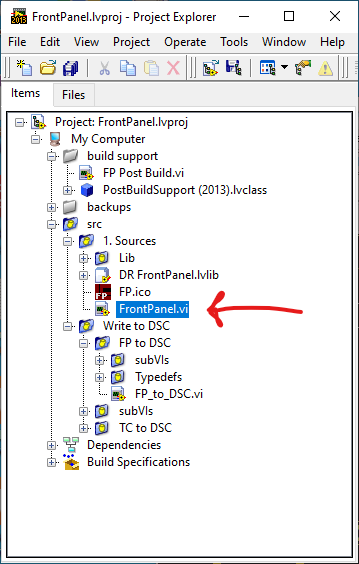 FrontPanel.lvproj - Project Explorer
File Edit View Project Operate Tools Window Help
Items Files
Project: FrontPanel.lvproj
My Computer
build support
FP Post Build.vi
PostBuildSupport (2013).lvclass
backups
src
1. Sources
Lib
DR FrontPanel.lvlib
FP FP.ico
FrontPanel.vi
Write to DSC
FP to DSC
subVIs
Typedefs
FP_to_DSC.vi
subVIs
TC to DSC
Dependencies
Build Specifications